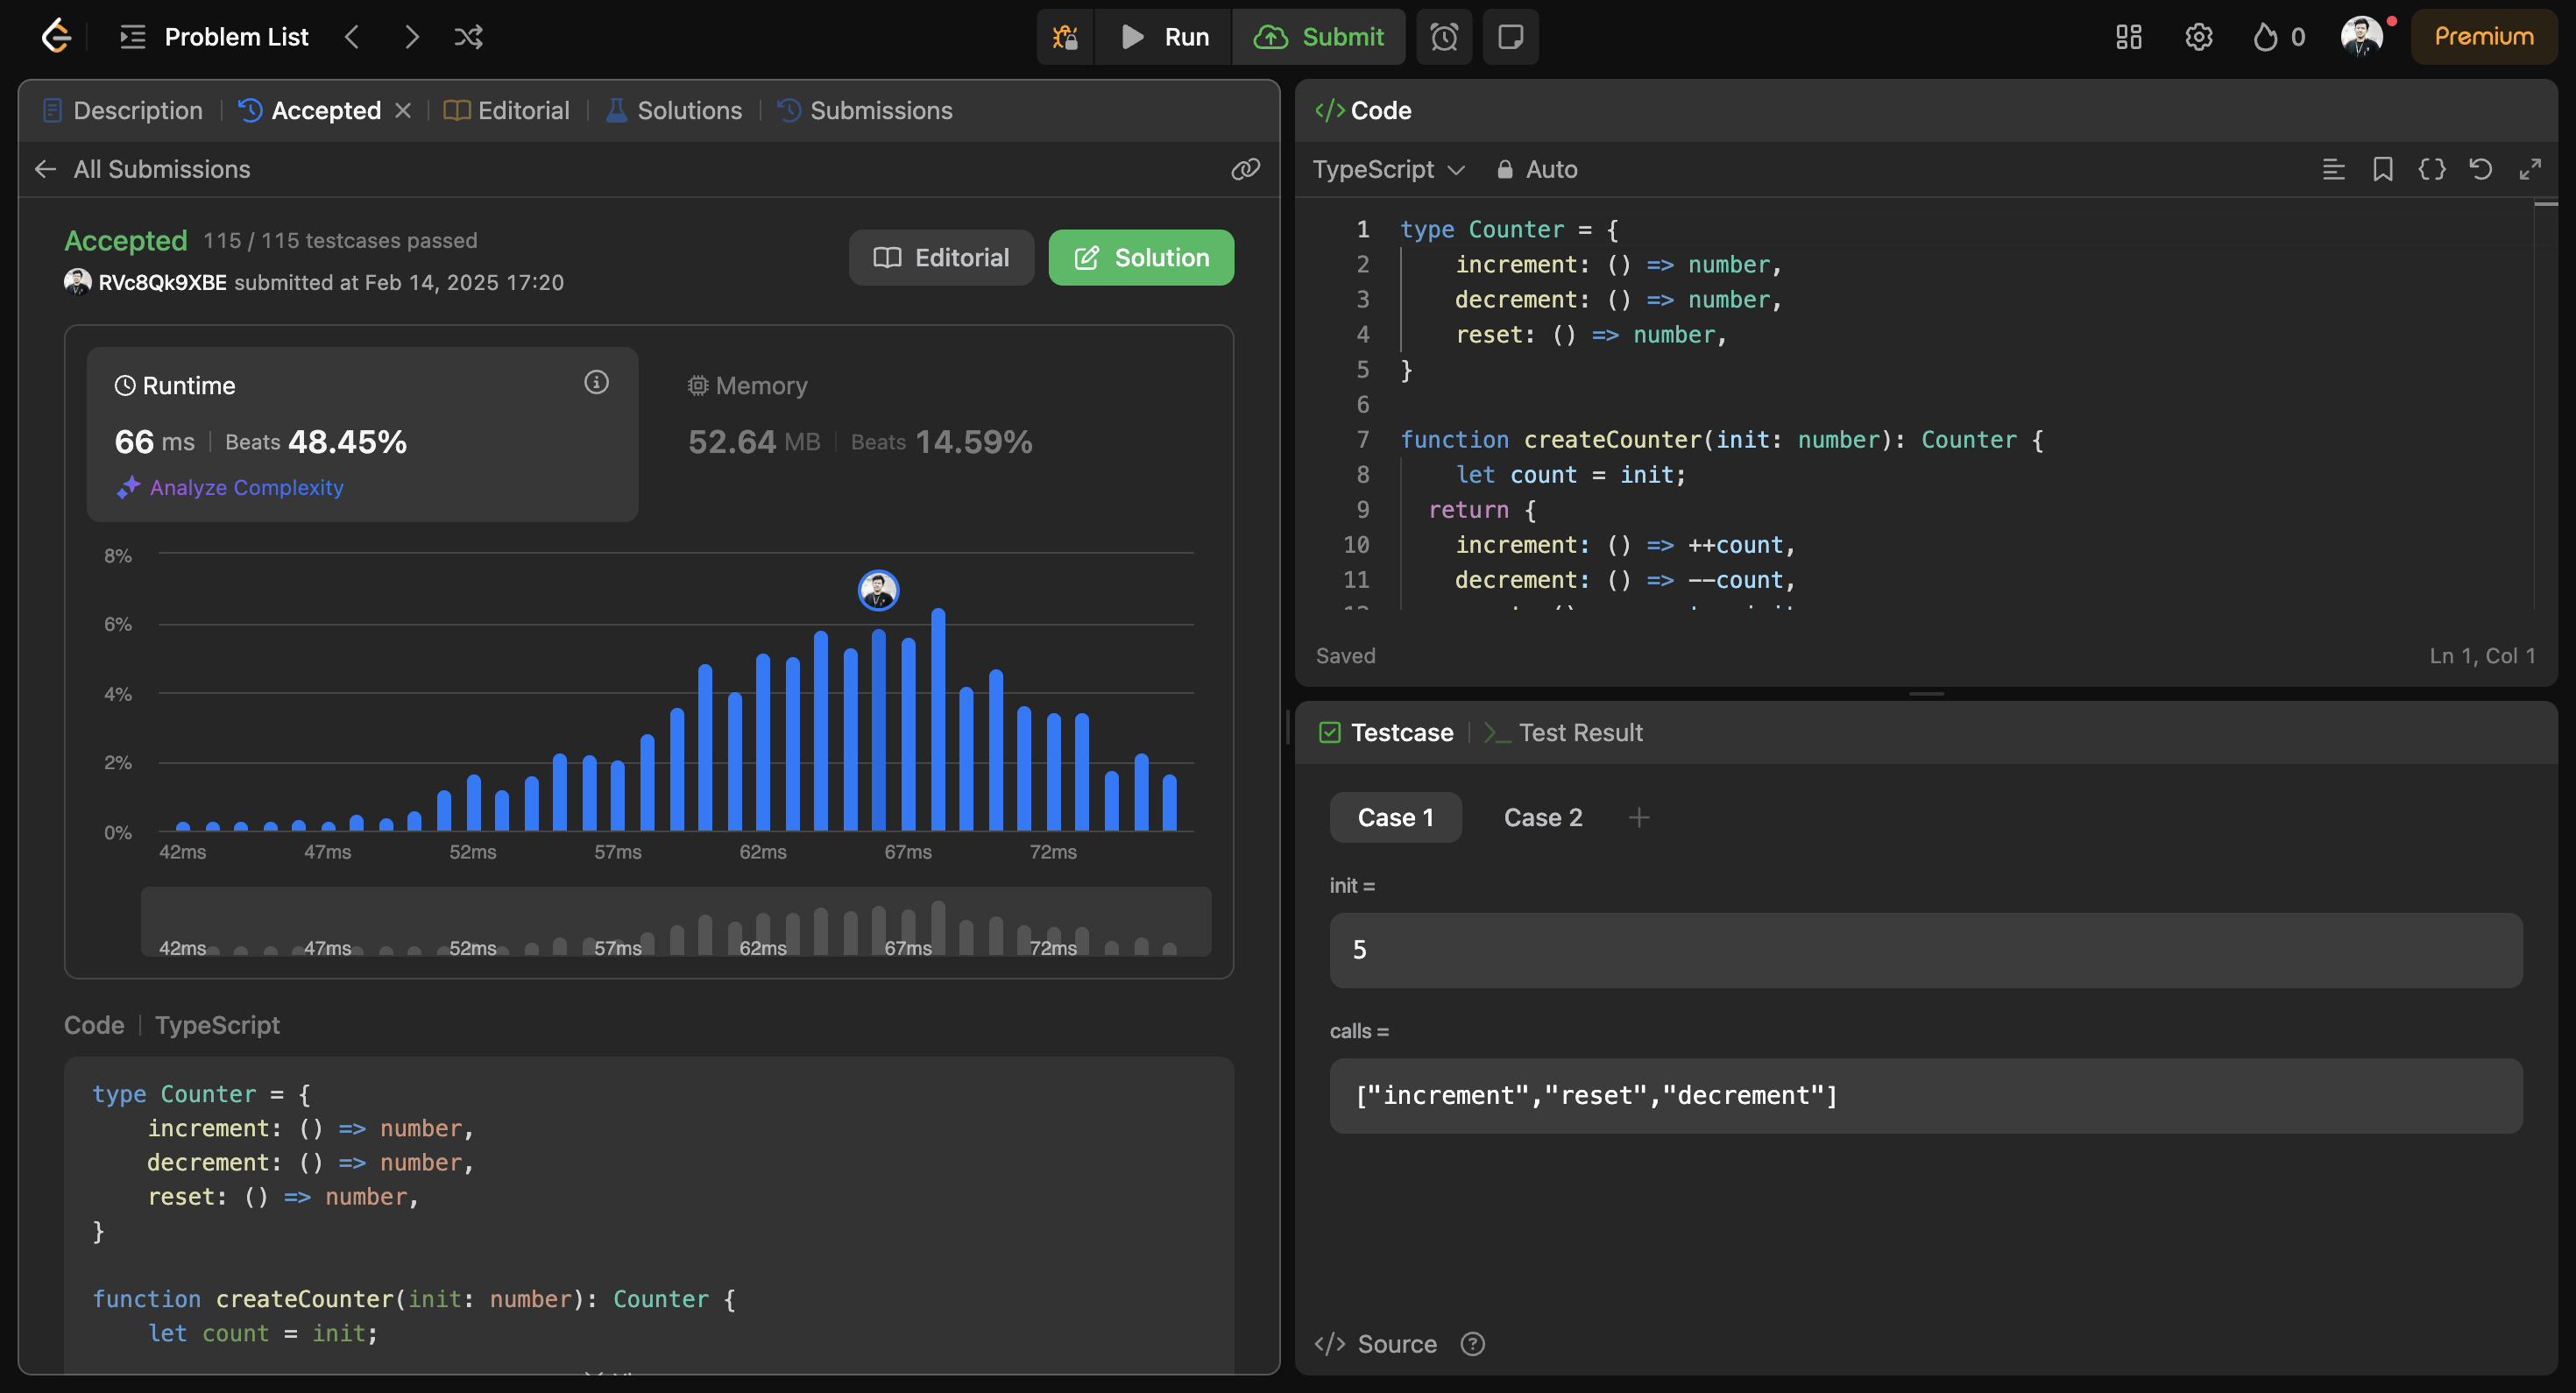 Problem List
Run
Submit
0
Premium
Description
Accepted
Editorial
Solutions
Submissions
All Submissions
Accepted 115 / 115 testcases passed
RVc8Qk9XBE submitted at Feb 14, 2025 17:20
Editorial
Solution
Runtime
66 ms | Beats 48.45%
Analyze Complexity
Memory
52.64 MB | Beats 14.59%
8%
6%
4%
2%
0%
42ms 47ms 52ms 57ms 62ms 67ms 72ms
42ms 47ms 52ms 57ms 62ms 67ms 72ms
Code | TypeScript
type Counter = {
    increment: () => number,
    decrement: () => number,
    reset: () => number,
}
function createCounter(init: number): Counter {
    let count = init;
</> Code
TypeScript
Auto
1 type Counter = {
2     increment: () => number,
3     decrement: () => number,
4     reset: () => number,
5 }
6
7 function createCounter(init: number): Counter {
8     let count = init;
9   return {
10     increment: () => ++count,
11     decrement: () => --count,
Saved
Ln 1, Col 1
Testcase
Test Result
Case 1
Case 2
init =
5
calls =
["increment","reset","decrement"]
</> Source